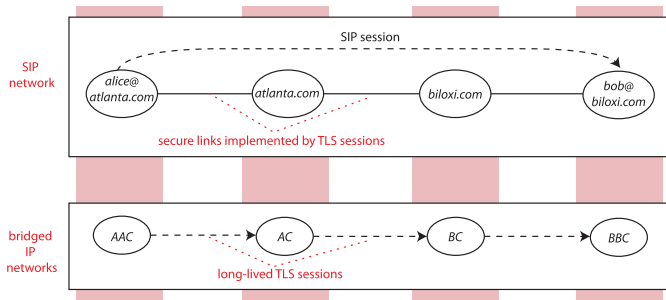 SIP session
SIP
network
alice@
atlanta.com
atlanta.com
biloxi.com
bob@
biloxi.com
secure links implemented by TLS sessions
bridged
IP
networks
AAC
AC
BC
BBC
long-lived TLS sessions